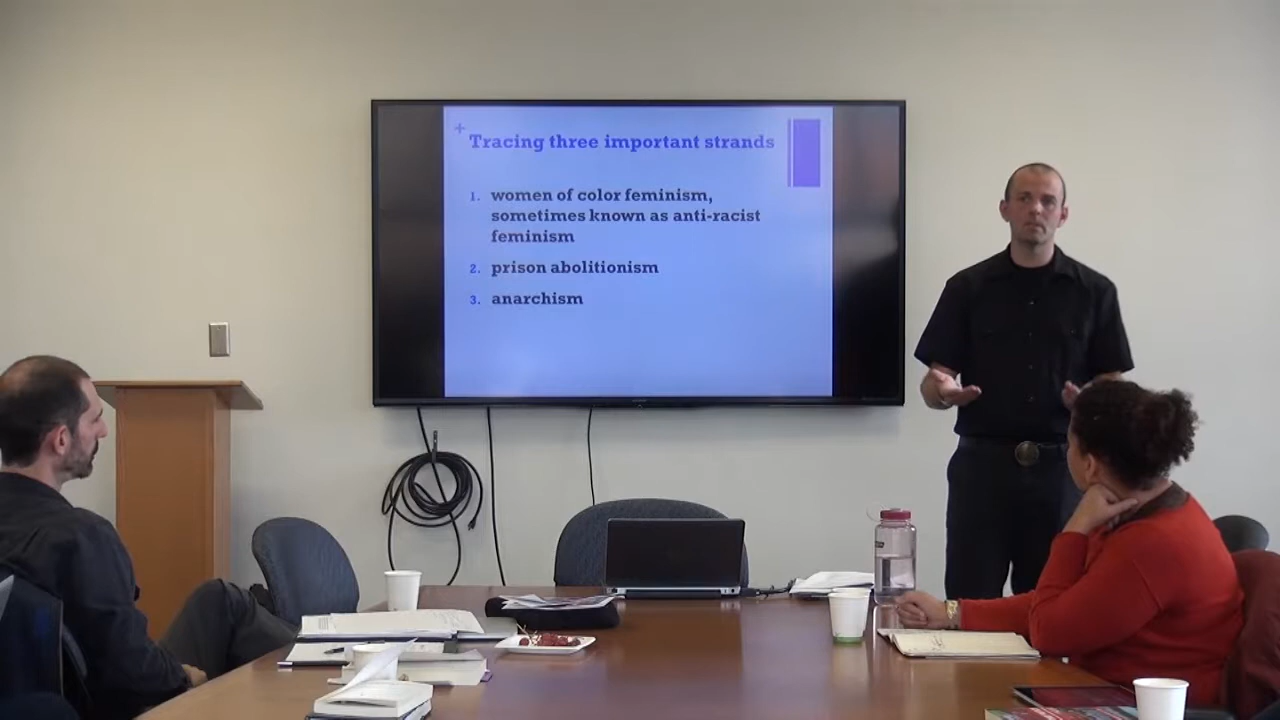 +
Tracing three important strands
1. women of color feminism,
sometimes known as anti-racist
feminism
2. prison abolitionism
3. anarchism